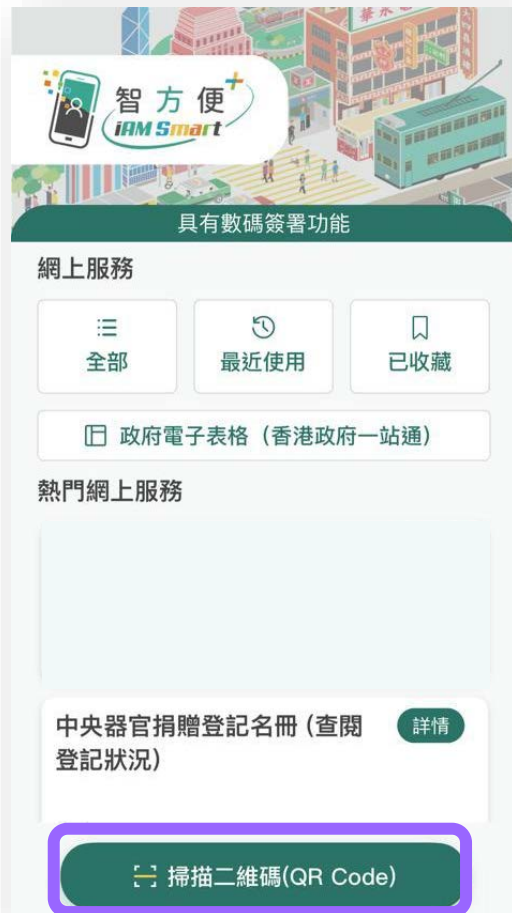 華
智方便+
iAM Smart
具有數碼簽署功能
網上服務
全部
最近使用
已收藏
政府電子表格（香港政府一站通）
熱門網上服務
中央器官捐贈登記名冊 (查閱
登記狀況)
詳情
掃描二維碼(QR Code)